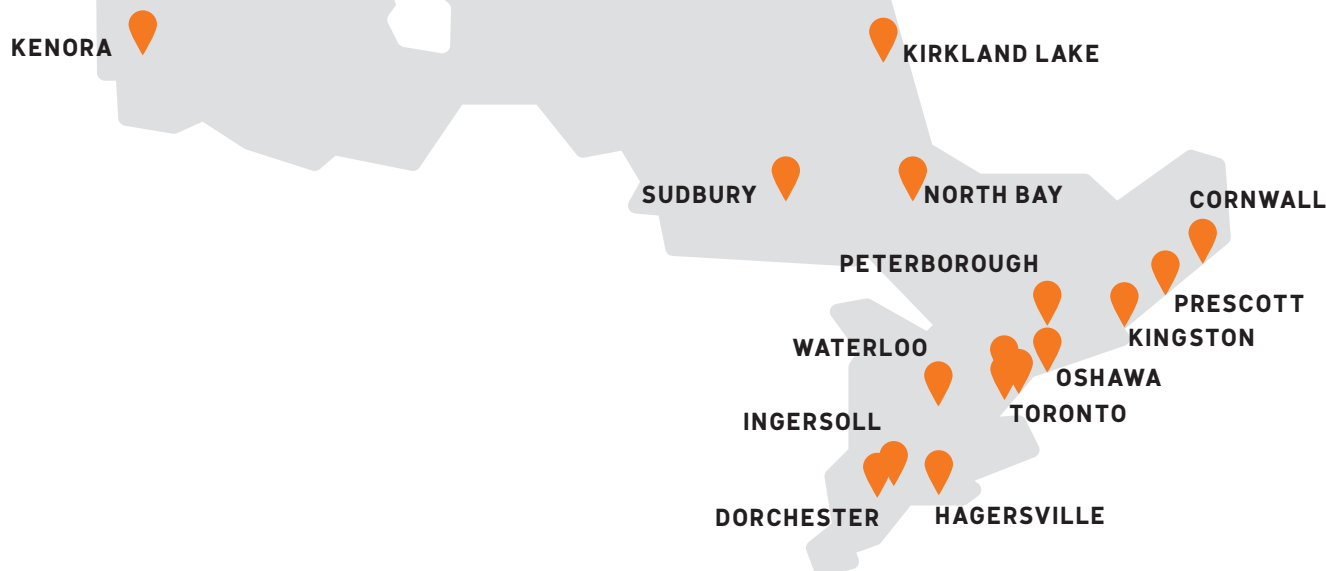 KENORA
KIRKLAND LAKE
SUDBURY
NORTH BAY
CORNWALL
PETERBOROUGH
PRESCOTT
KINGSTON
WATERLOO
OSHAWA
TORONTO
INGERSOLL
DORCHESTER
HAGERSVILLE